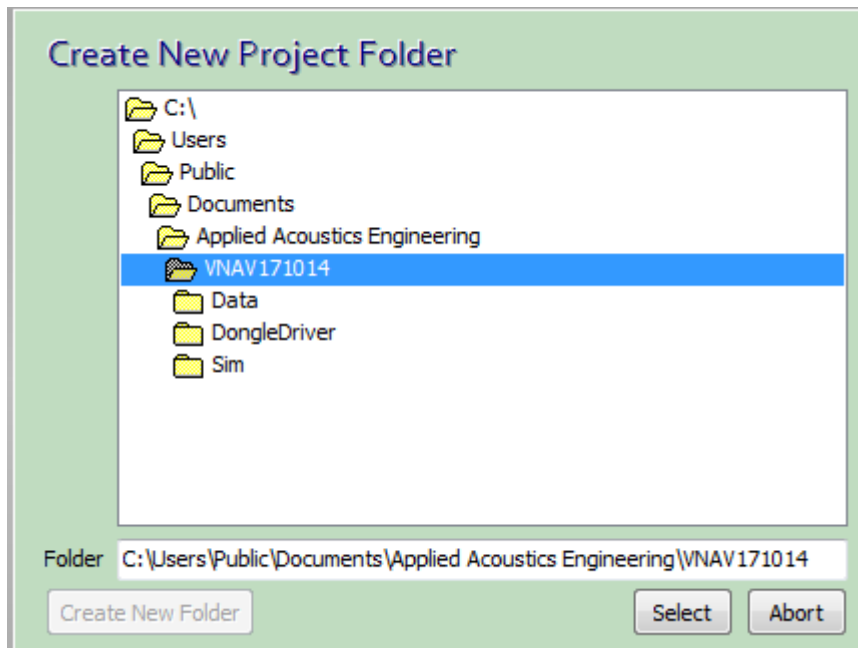 Create New Project Folder
C:\
Users
Public
Documents
Applied Acoustics Engineering
VNAV171014
Data
DongleDriver
Sim
Folder C:\Users\Public\Documents\Applied Acoustics Engineering\VNAV171014
Create New Folder Select Abort